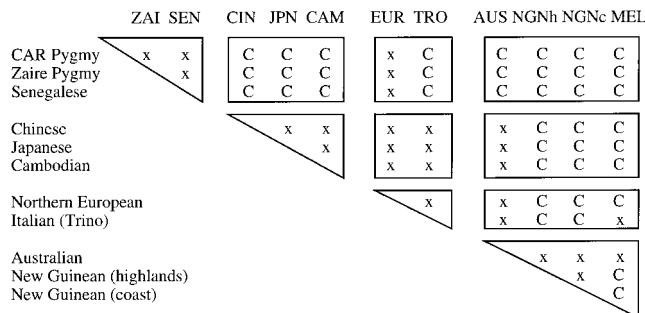 ZAI SEN CIN JPN CAM EUR TRO AUS NGNh NGNc MEL
CAR Pygmy x x C C C x C C C C C
Zaire Pygmy x C C C x C C C C C
Senegalese C C C x C C C C C
Chinese x x x x x C C C
Japanese x x x x C C C
Cambodian x x x C C C
Northern European x x C C C
Italian (Trino) x C C x
Australian x x x
New Guinean (highlands) x C
New Guinean (coast) C